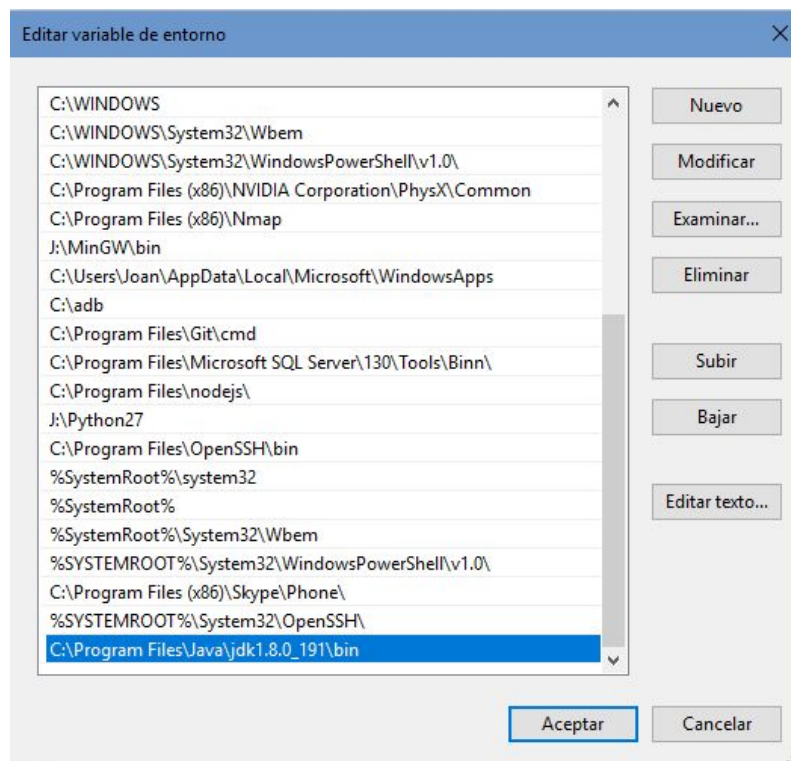 Editar variable de entorno
C:\WINDOWS
C:\WINDOWS\System32\Wbem
C:\WINDOWS\System32\WindowsPowerShell\v1.0\
C:\Program Files (x86)\NVIDIA Corporation\PhysX\Common
C:\Program Files (x86)\Nmap
J:\MinGW\bin
C:\Users\Joan\AppData\Local\Microsoft\WindowsApps
C:\adb
C:\Program Files\Git\cmd
C:\Program Files\Microsoft SQL Server\130\Tools\Binn\
C:\Program Files\nodejs\
J:\Python27
C:\Program Files\OpenSSH\bin
%SystemRoot%\system32
%SystemRoot%
%SystemRoot%\System32\Wbem
%SYSTEMROOT%\System32\WindowsPowerShell\v1.0\
C:\Program Files (x86)\Skype\Phone\
%SYSTEMROOT%\System32\OpenSSH\
C:\Program Files\Java\jdk1.8.0_191\bin
Nuevo
Modificar
Examinar...
Eliminar
Subir
Bajar
Editar texto...
Aceptar
Cancelar